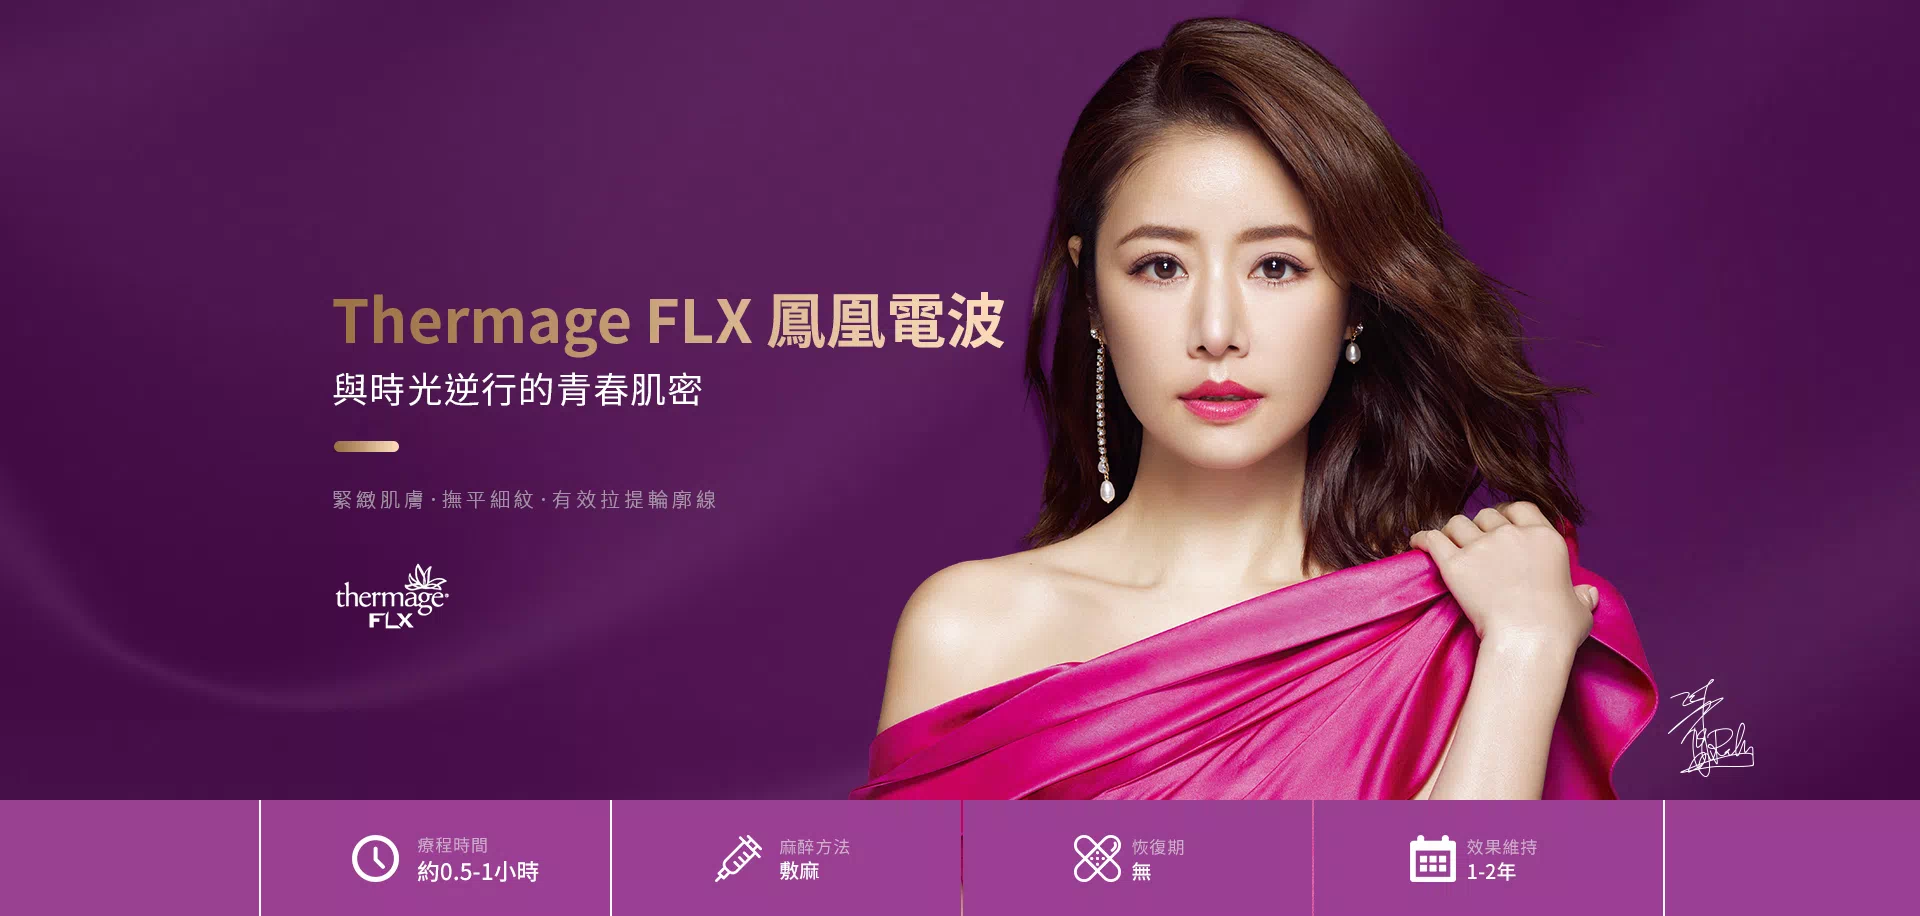 Thermage FLX 鳳凰電波
與時光逆行的青春肌密
緊緻肌膚·撫平細紋·有效拉提輪廓線
thermage®
FLX
療程時間
約0.5-1小時
麻醉方法
敷麻
恢復期
無
效果維持
1-2年